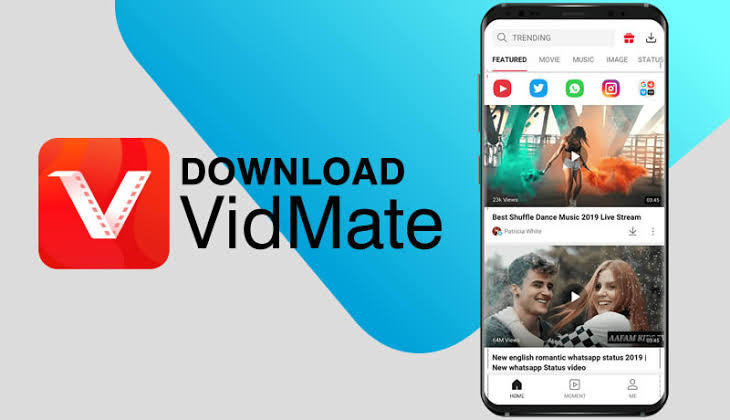 DOWNLOAD
VidMate
TRENDING
FEATURED MOVIE MUSIC IMAGE STATUS
23k Views 03:45
Best Shuffle Dance Music 2019 Live Stream
Patricia White
64M Views 03:45
AAFAM KIDS
New english romantic whatsapp status 2019 |
New whatsapp Status video
HOME MOMENT ME